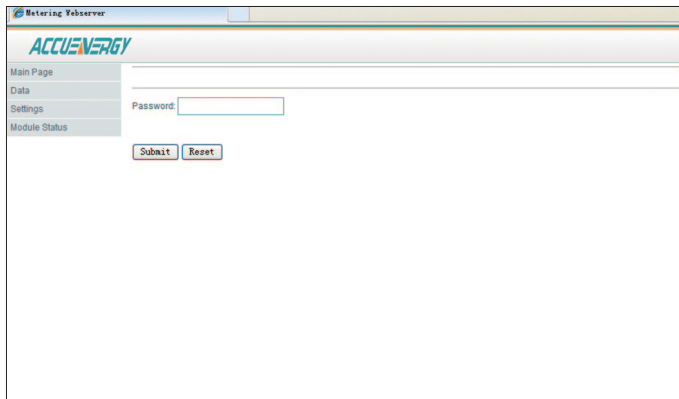 Metering Webserver
ACCUENERGY
Main Page
Data
Settings
Module Status
Password:
Submit Reset